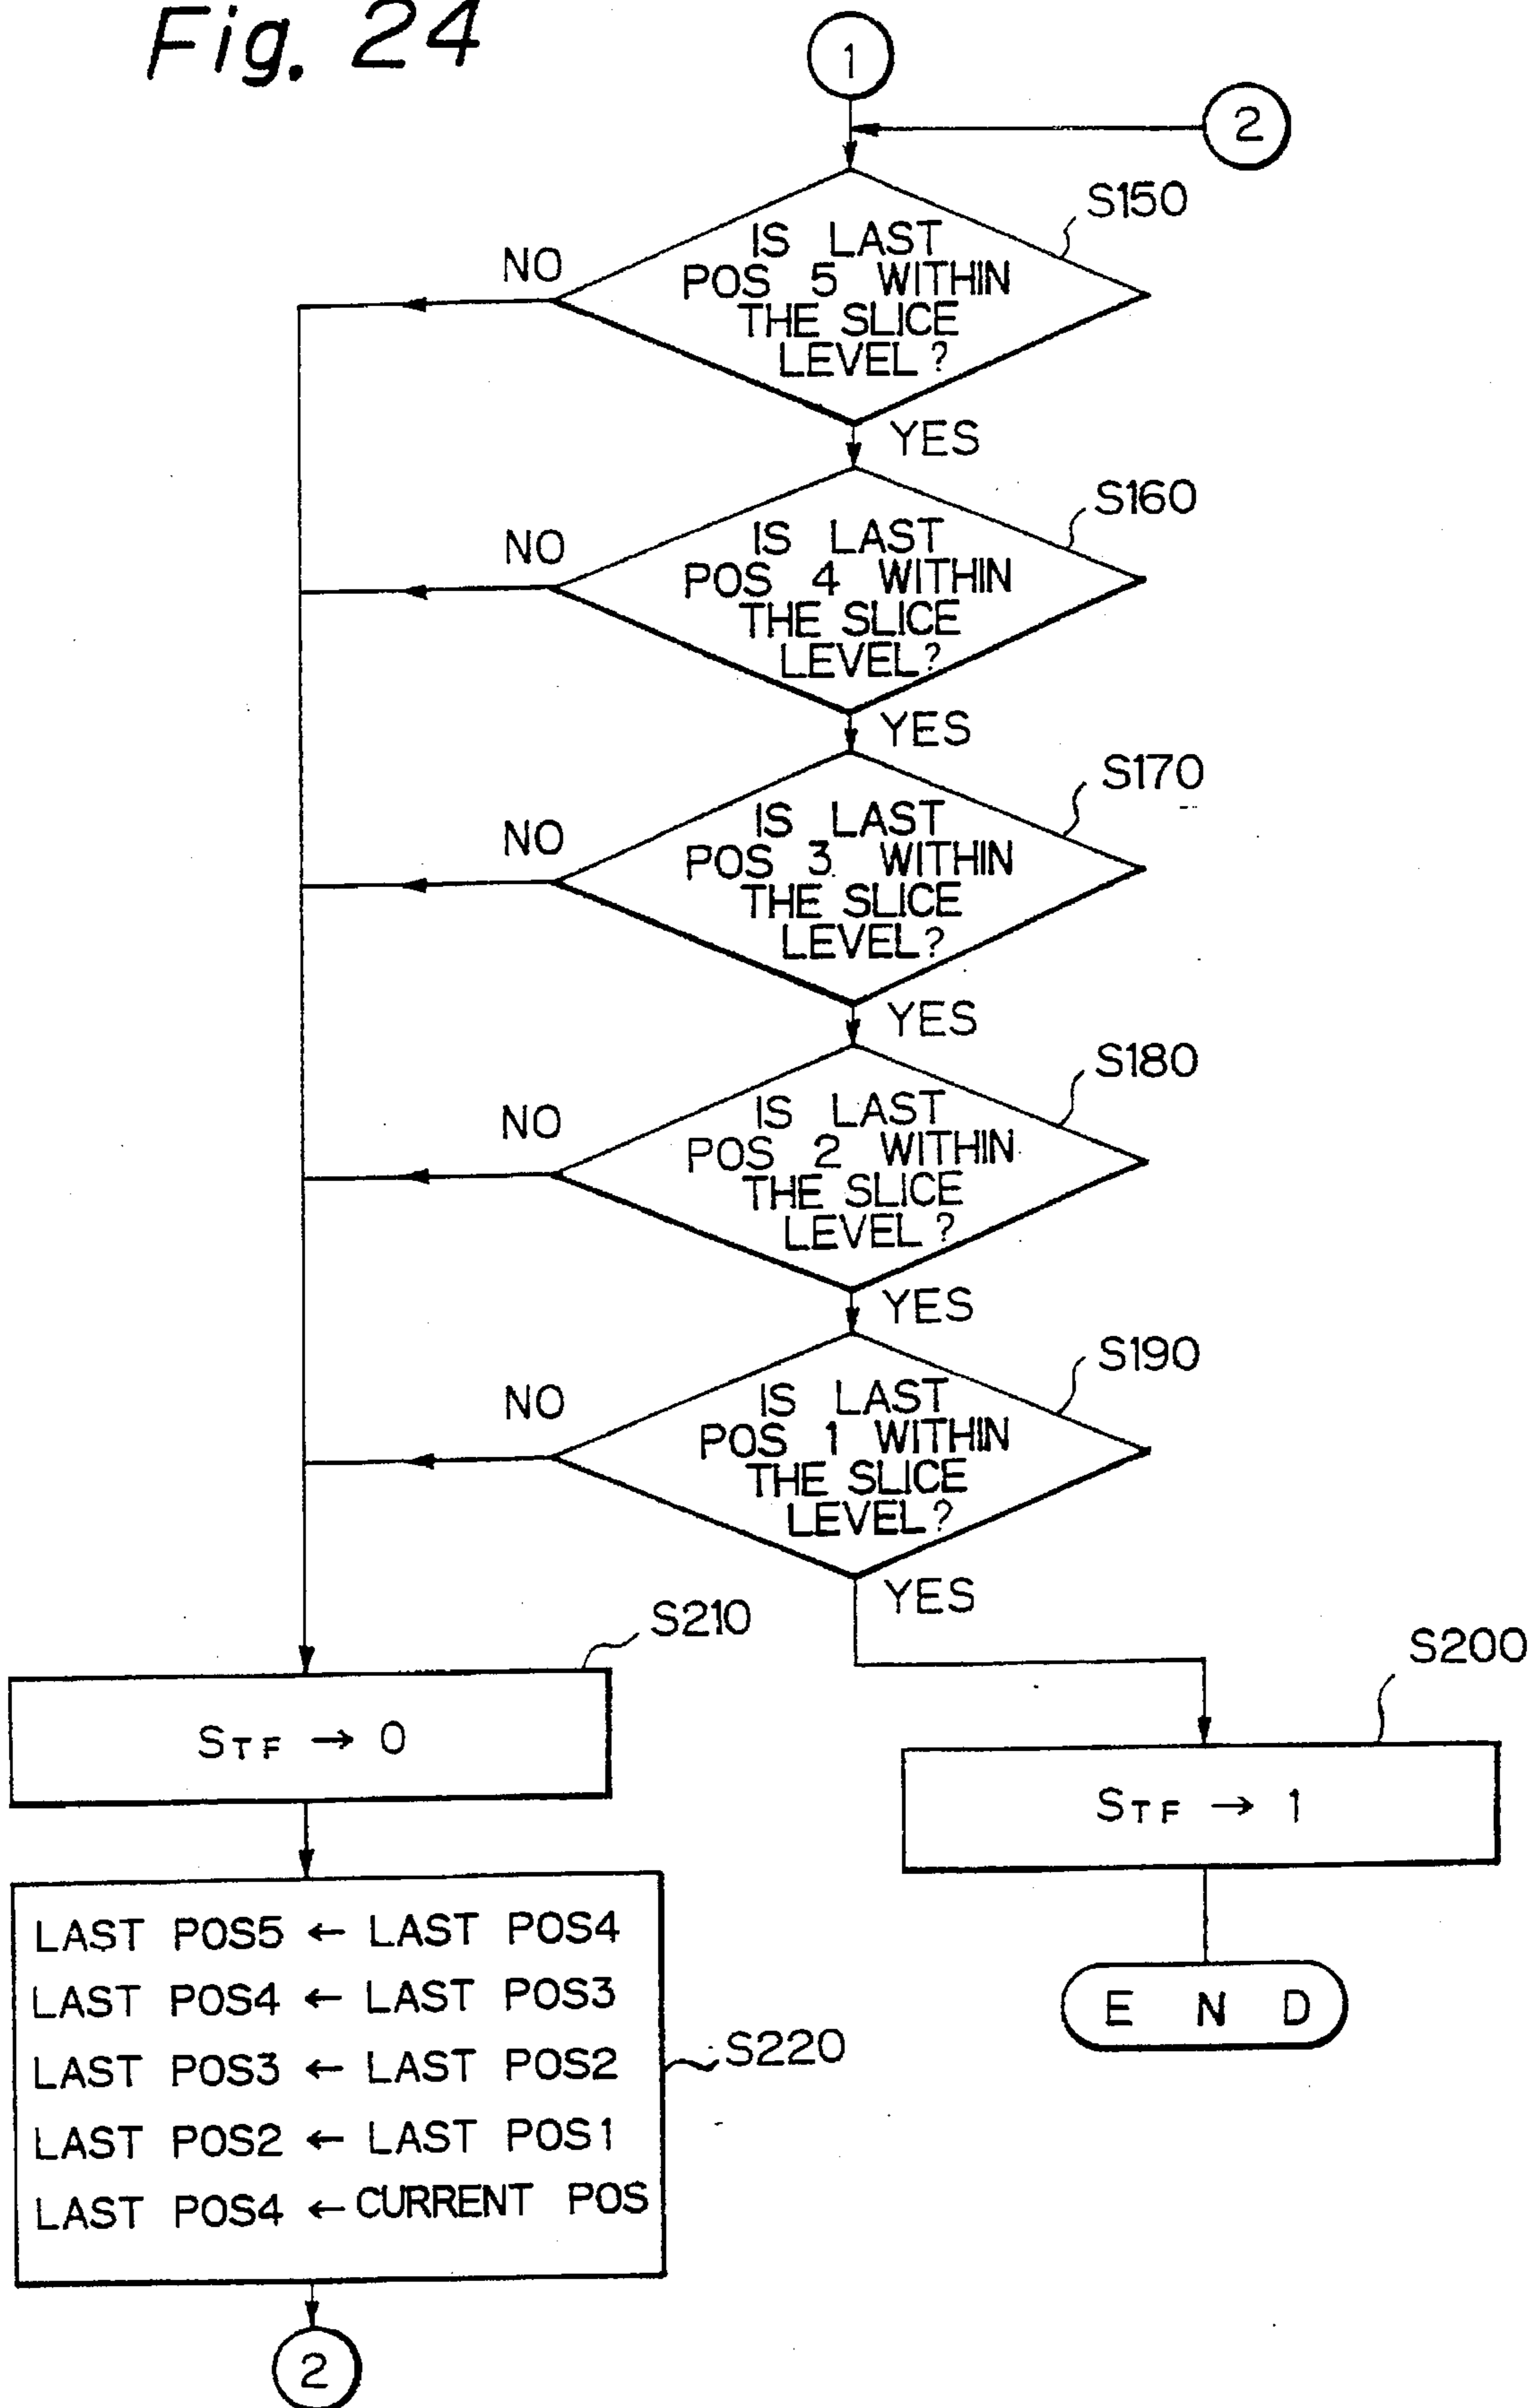 Fig. 24
1
2
S150
IS LAST
POS 5 WITHIN
THE SLICE
LEVEL?
NO
YES
S160
IS LAST
POS 4 WITHIN
THE SLICE
LEVEL?
NO
YES
S170
IS LAST
POS 3 WITHIN
THE SLICE
LEVEL?
NO
YES
S180
IS LAST
POS 2 WITHIN
THE SLICE
LEVEL?
NO
YES
S190
IS LAST
POS 1 WITHIN
THE SLICE
LEVEL?
NO
YES
S210
STF → 0
S200
STF → 1
END
LAST POS5 ← LAST POS4
LAST POS4 ← LAST POS3
LAST POS3 ← LAST POS2
LAST POS2 ← LAST POS1
LAST POS4 ← CURRENT POS
S220
2